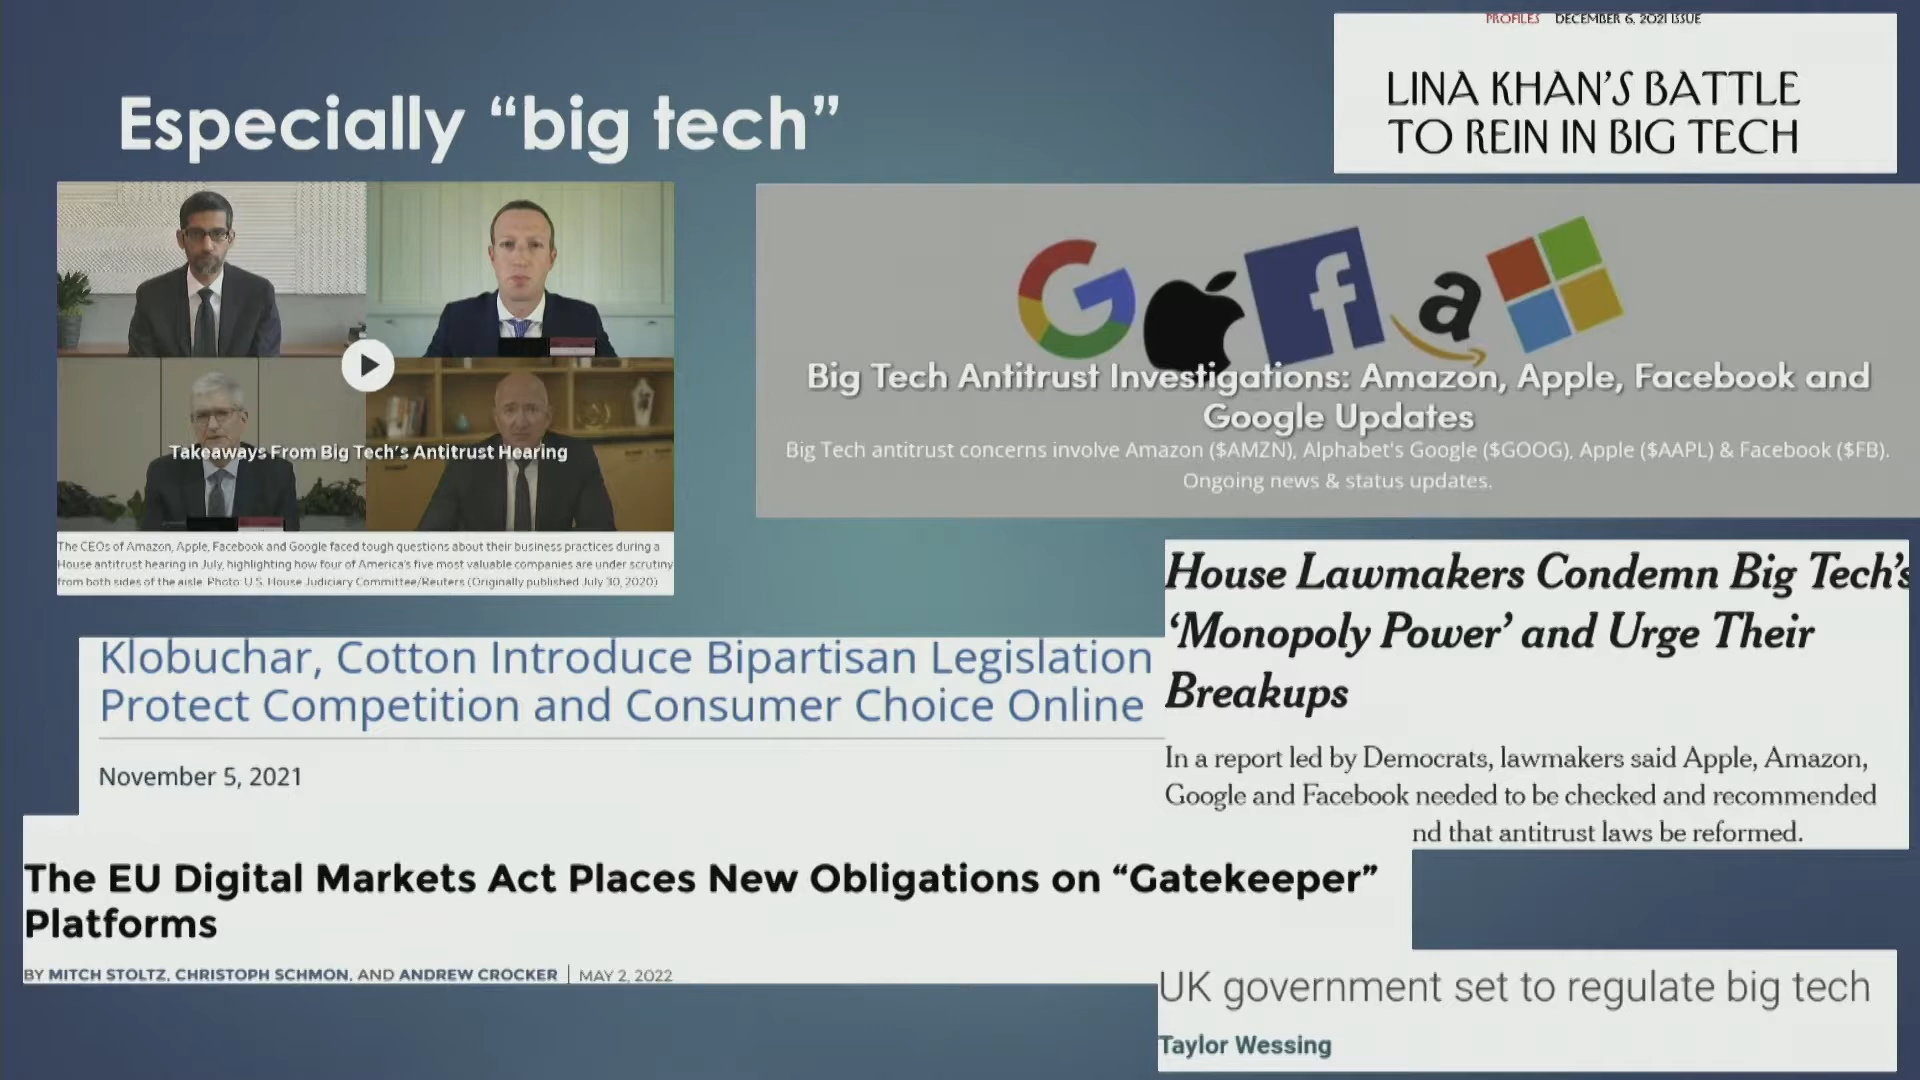 PROFILES DECEMBER 6, 2021 ISSUE
LINA KHAN'S BATTLE
TO REIN IN BIG TECH
Especially “big tech”
Takeaways From Big Tech's Antitrust Hearing
The CEOs of Amazon, Apple, Facebook and Google faced tough questions about their business practices during a
House antitrust hearing in July, highlighting how four of America's five most valuable companies are under scrutiny
from both sides of the aisle. Photo: U.S. House Judiciary Committee/Reuters (Originally published July 30, 2020)
Big Tech Antitrust Investigations: Amazon, Apple, Facebook and
Google Updates
Big Tech antitrust concerns involve Amazon ($AMZN), Alphabet's Google ($GOOG), Apple ($AAPL) & Facebook ($FB).
Ongoing news & status updates.
House Lawmakers Condemn Big Tech's
‘Monopoly Power’ and Urge Their
Breakups
In a report led by Democrats, lawmakers said Apple, Amazon,
Google and Facebook needed to be checked and recommended
nd that antitrust laws be reformed.
Klobuchar, Cotton Introduce Bipartisan Legislation
Protect Competition and Consumer Choice Online
November 5, 2021
The EU Digital Markets Act Places New Obligations on “Gatekeeper”
Platforms
BY MITCH STOLTZ, CHRISTOPH SCHMON, AND ANDREW CROCKER | MAY 2, 2022
UK government set to regulate big tech
Taylor Wessing